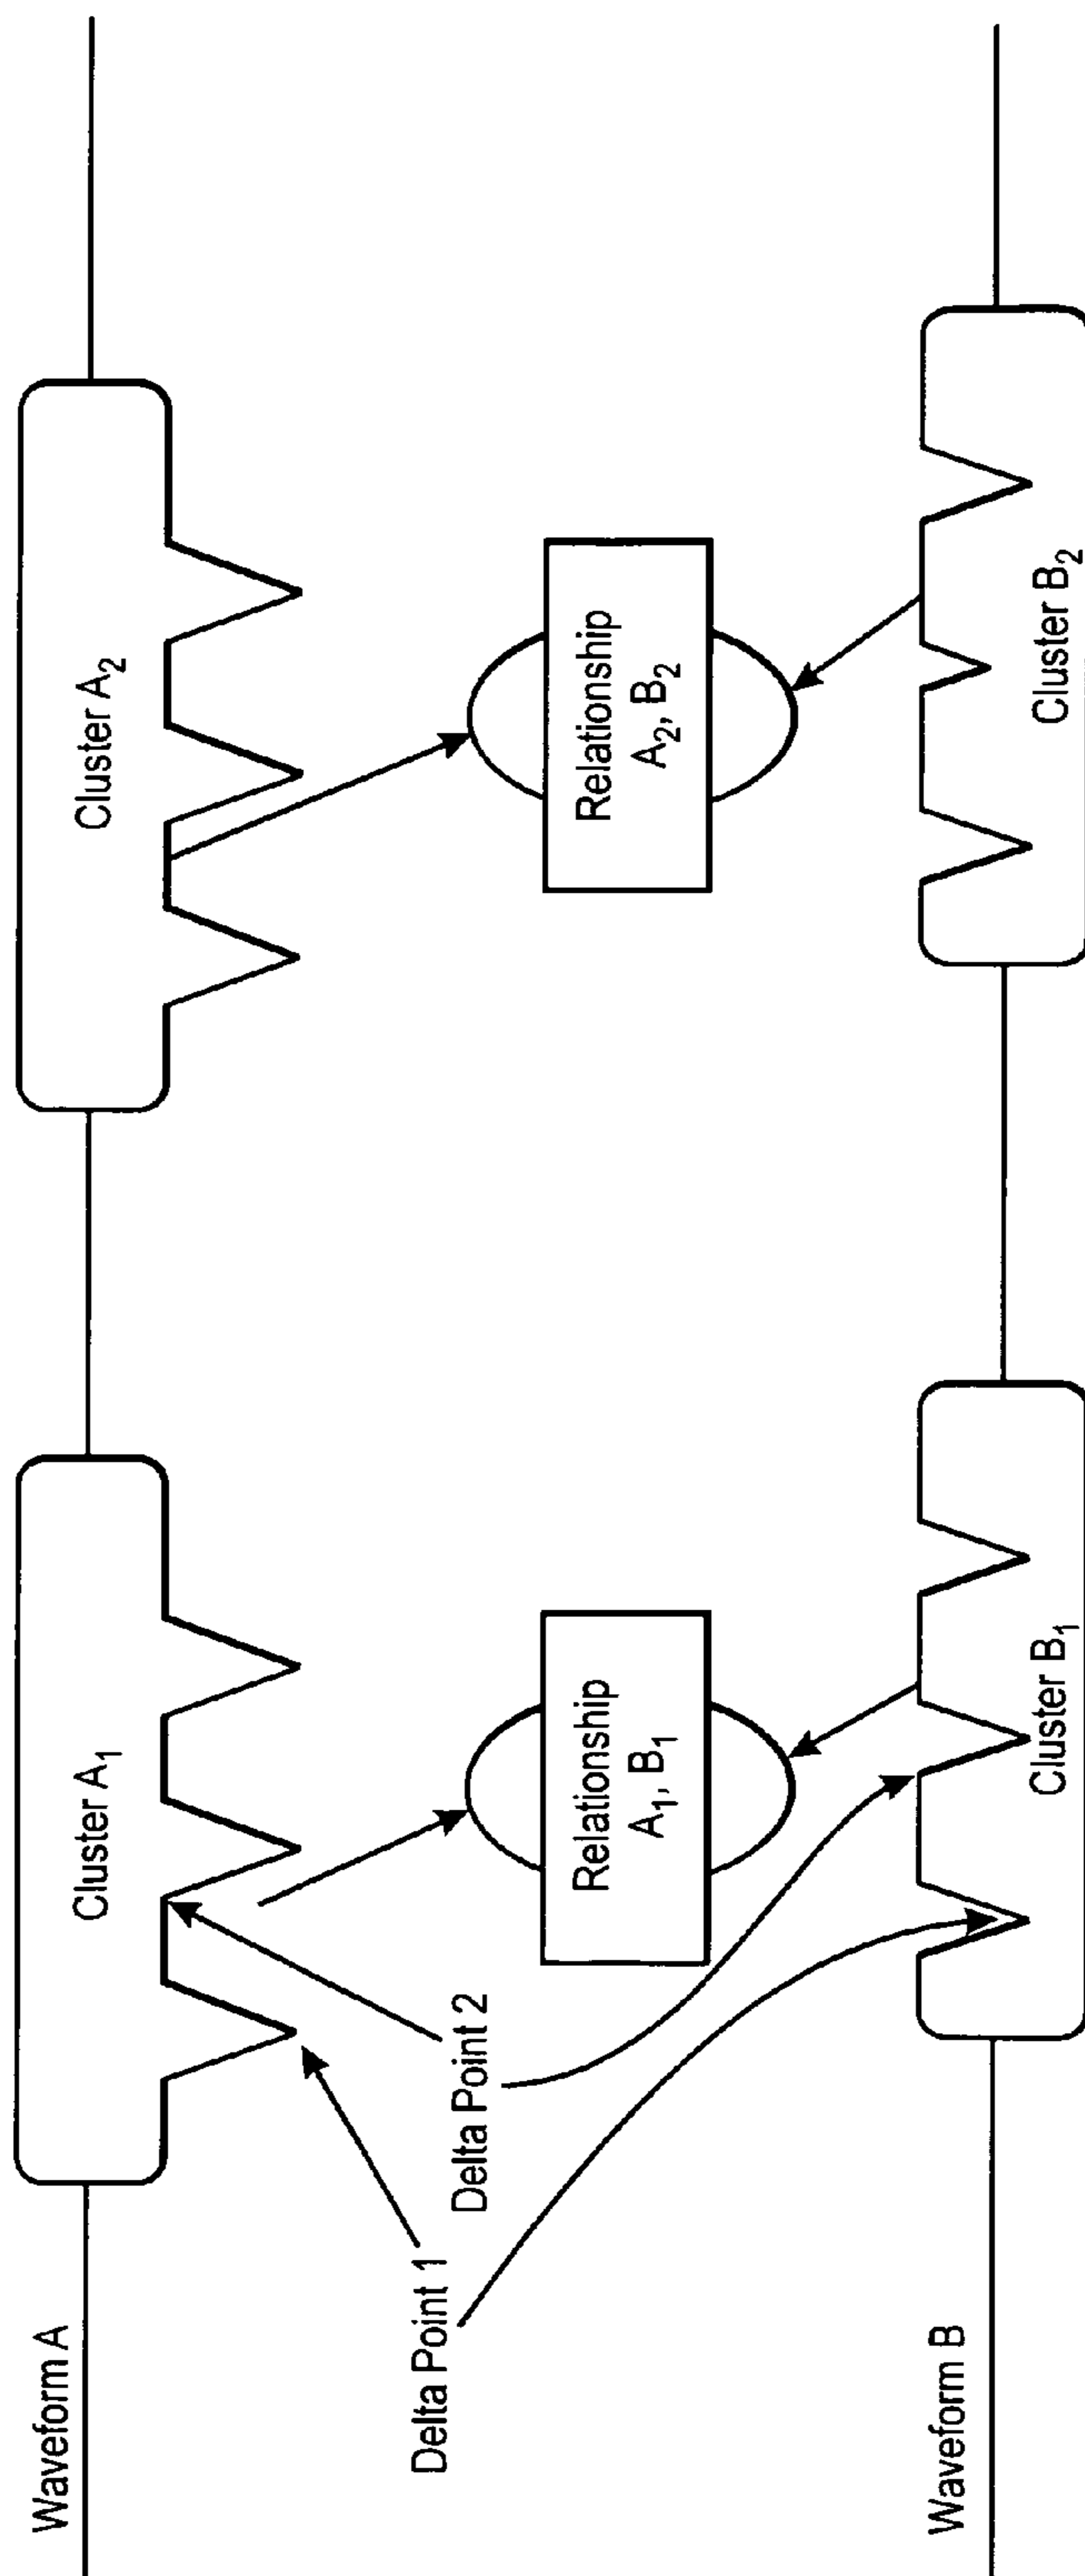 Waveform A
Cluster A₁
Cluster A₂
Delta Point 1
Delta Point 2
Relationship
A₁, B₁
Relationship
A₂, B₂
Waveform B
Cluster B₁
Cluster B₂